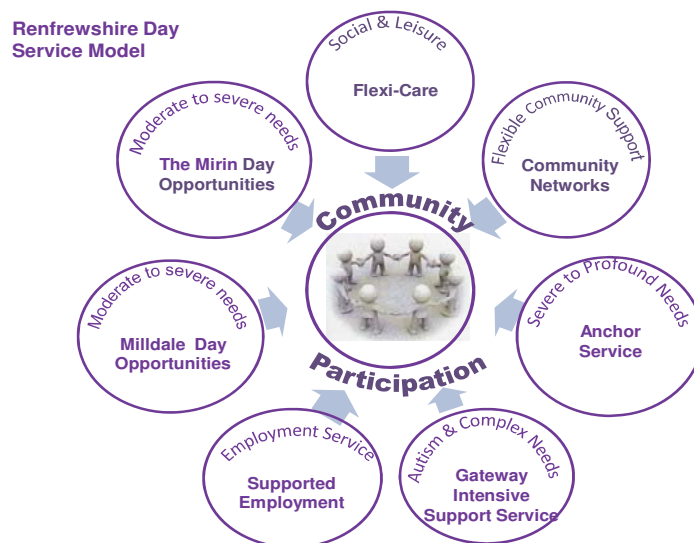 Renfrewshire Day
Service Model
Social & Leisure
Flexi-Care
Moderate to severe needs
The Mirin Day
Opportunities
Flexible Community Support
Community
Networks
Community
Participation
Moderate to severe needs
Milldale Day
Opportunities
Severe to Profound Needs
Anchor
Service
Employment Service
Supported
Employment
Autism & Complex Needs
Gateway
Intensive
Support Service